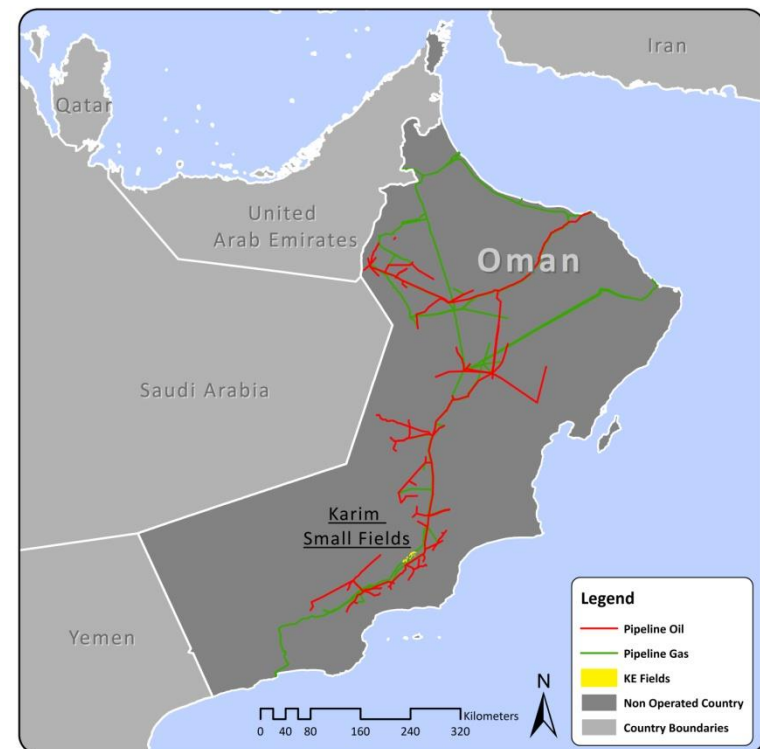 Iran
Qatar
United
Arab Emirates
Oman
Saudi Arabia
Karim
Small Fields
Yemen
Legend
Pipeline Oil
Pipeline Gas
KE Fields
Non Operated Country
Country Boundaries
N
Kilometers
0 40 80 160 240 320